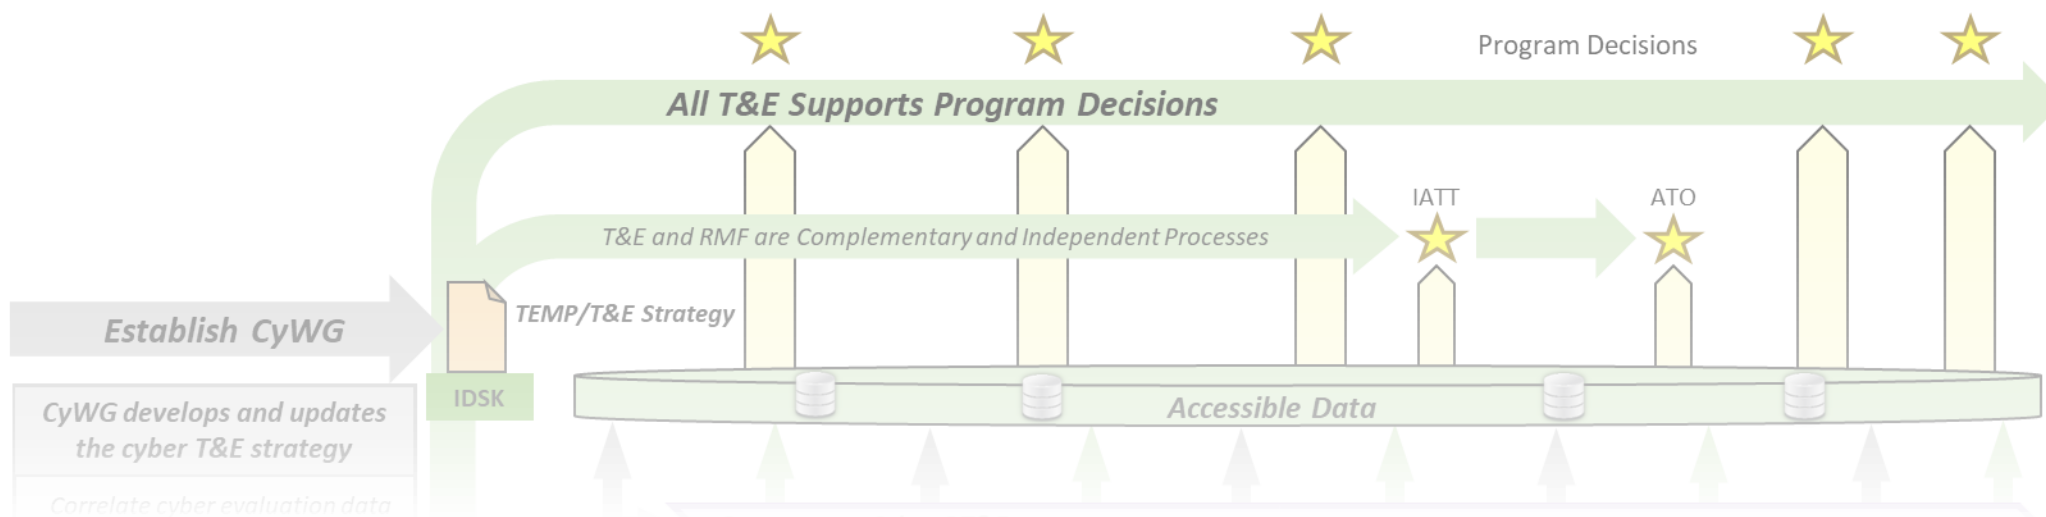 Program Decisions
All T&E Supports Program Decisions
IATT
ATO
T&E and RMF are Complementary and Independent Processes
TEMP/T&E Strategy
Establish CyWG
IDSK
CyWG develops and updates
the cyber T&E strategy
Accessible Data
Correlate cyber evaluation data